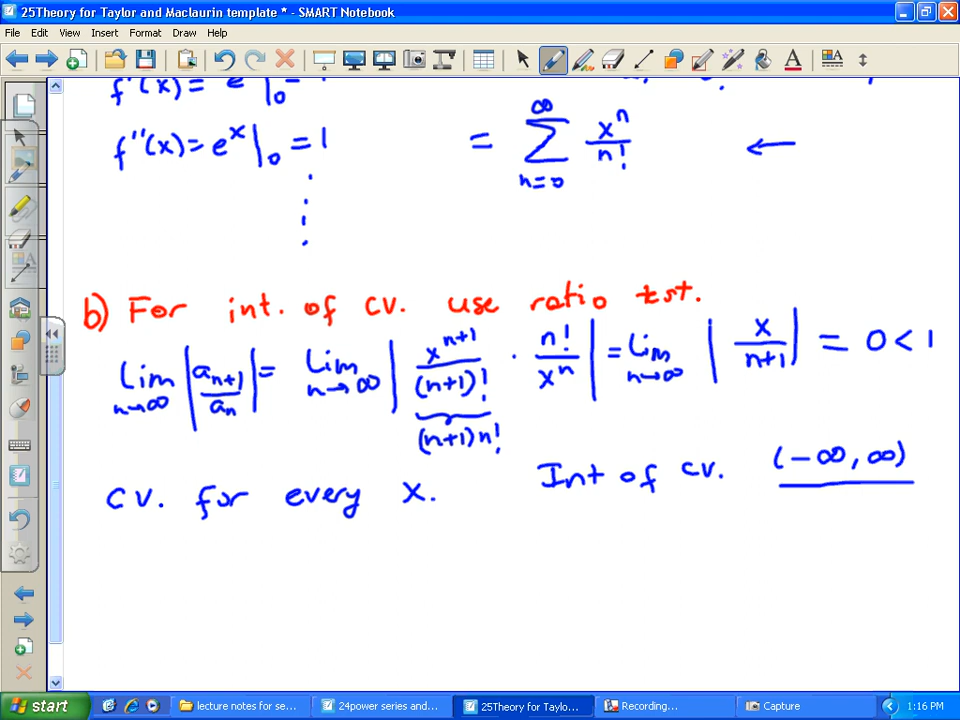 25Theory for Taylor and Maclaurin template * - SMART Notebook
File Edit View Insert Format Draw Help
f'(x) = e^x |_0 = 1
f''(x) = e^x |_0 = 1
= ∑_{n=0}^{∞} x^n/n! ←
⋮
b) For int. of cv. use ratio test.
lim_{n→∞} |a_{n+1}/a_n| = lim_{n→∞} | x^{n+1}/(n+1)! · n!/x^n | = lim_{n→∞} | x/(n+1) | = 0 < 1
(n+1)n!
Int of cv. (-∞, ∞)
cv. for every x.
start
lecture notes for se...
24power series and...
25Theory for Taylo...
Recording...
Capture
1:16 PM